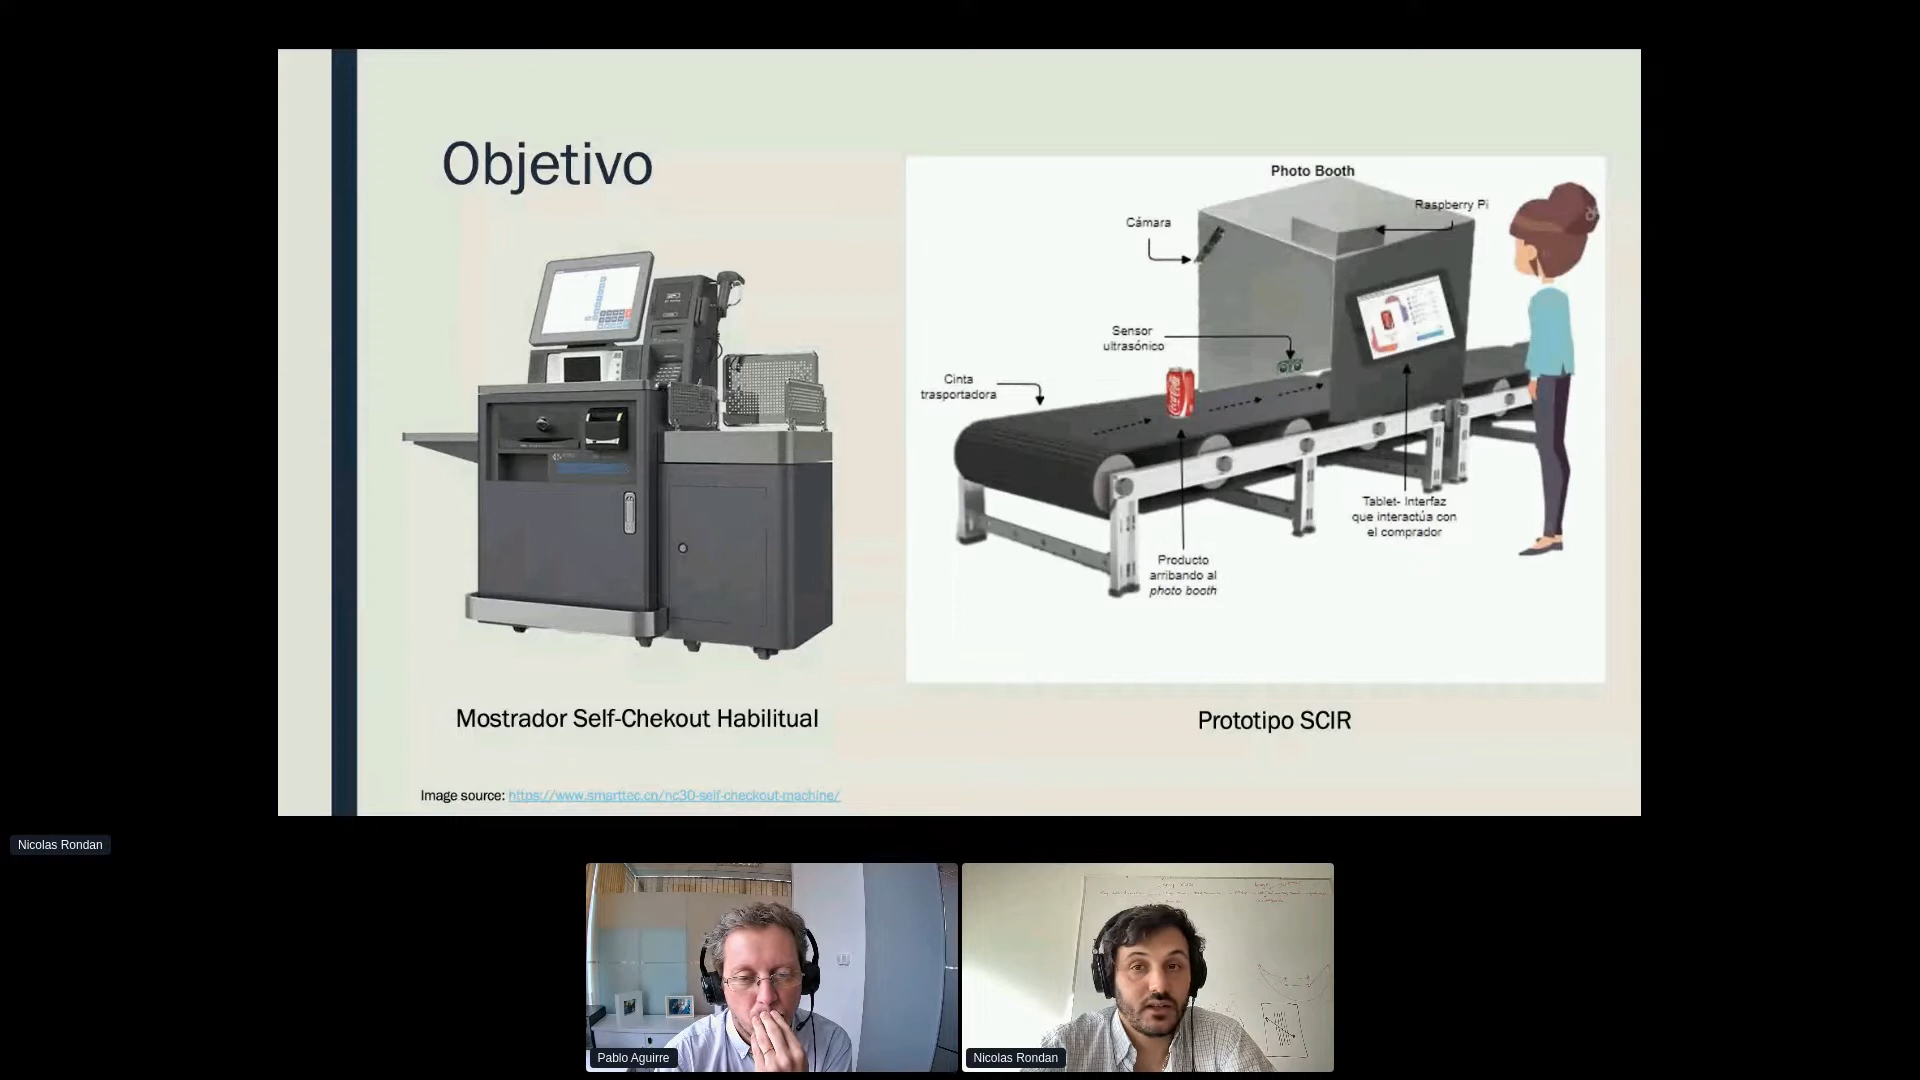 Objetivo
Photo Booth
Raspberry Pi
Cámara
Sensor
ultrasónico
Cinta
trasportadora
Tablet- Interfaz
que interactúa con
el comprador
Producto
arribando al
photo booth
Mostrador Self-Chekout Habilitual
Prototipo SCIR
Image source: https://www.smarttec.cn/nc30-self-checkout-machine/
Nicolas Rondan
Pablo Aguirre
Nicolas Rondan